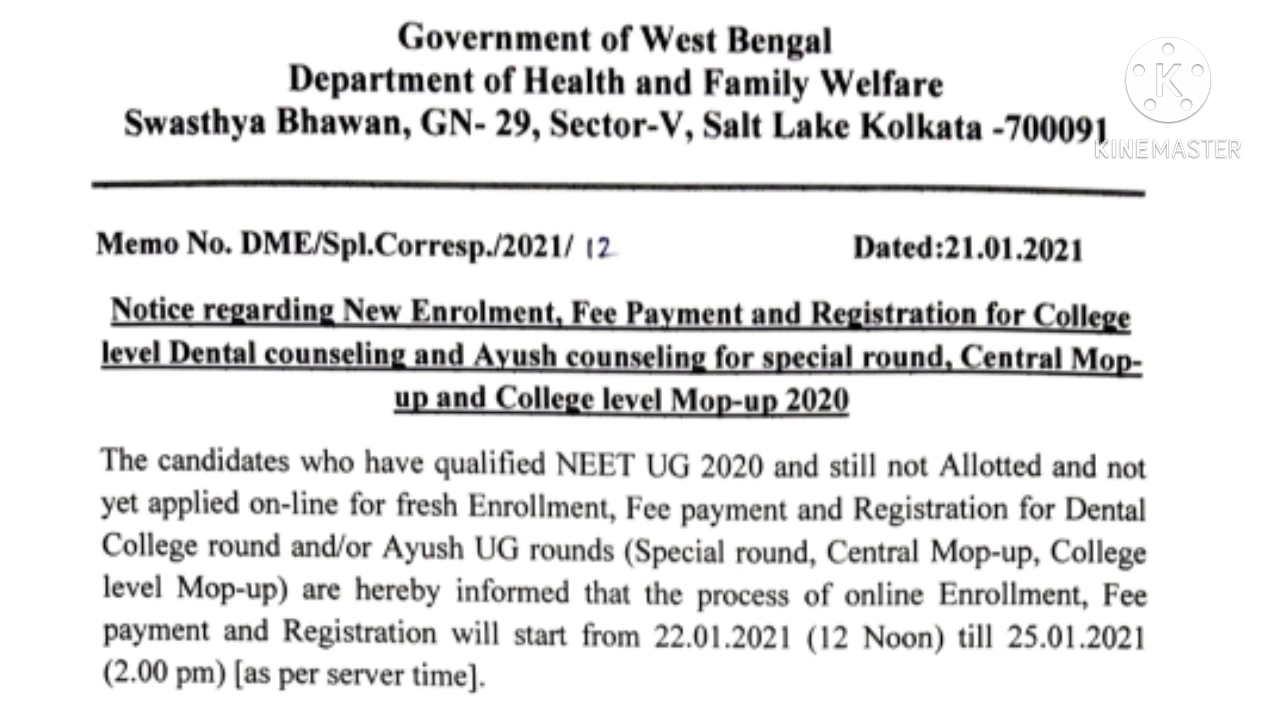 Government of West Bengal
Department of Health and Family Welfare
Swasthya Bhawan, GN- 29, Sector-V, Salt Lake Kolkata -700091
K
KINEMASTER
Memo No. DME/Spl.Corresp./2021/ 12
Dated:21.01.2021
Notice regarding New Enrolment, Fee Payment and Registration for College
level Dental counseling and Ayush counseling for special round, Central Mop-
up and College level Mop-up 2020
The candidates who have qualified NEET UG 2020 and still not Allotted and not
yet applied on-line for fresh Enrollment, Fee payment and Registration for Dental
College round and/or Ayush UG rounds (Special round, Central Mop-up, College
level Mop-up) are hereby informed that the process of online Enrollment, Fee
payment and Registration will start from 22.01.2021 (12 Noon) till 25.01.2021
(2.00 pm) [as per server time].